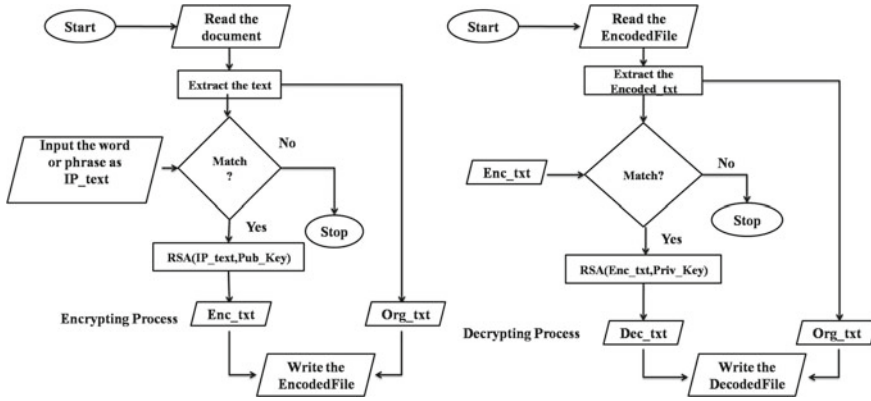 Start
Read the
document
Extract the text
Input the word
or phrase as
IP_text
Match
?
No
Stop
Yes
RSA(IP_text,Pub_Key)
Encrypting Process
Enc_txt
Org_txt
Write the
EncodedFile
Start
Read the
EncodedFile
Extract the
Encoded_txt
Enc_txt
Match?
No
Stop
Yes
RSA(Enc_txt,Priv_Key)
Decrypting Process
Dec_txt
Org_txt
Write the
DecodedFile